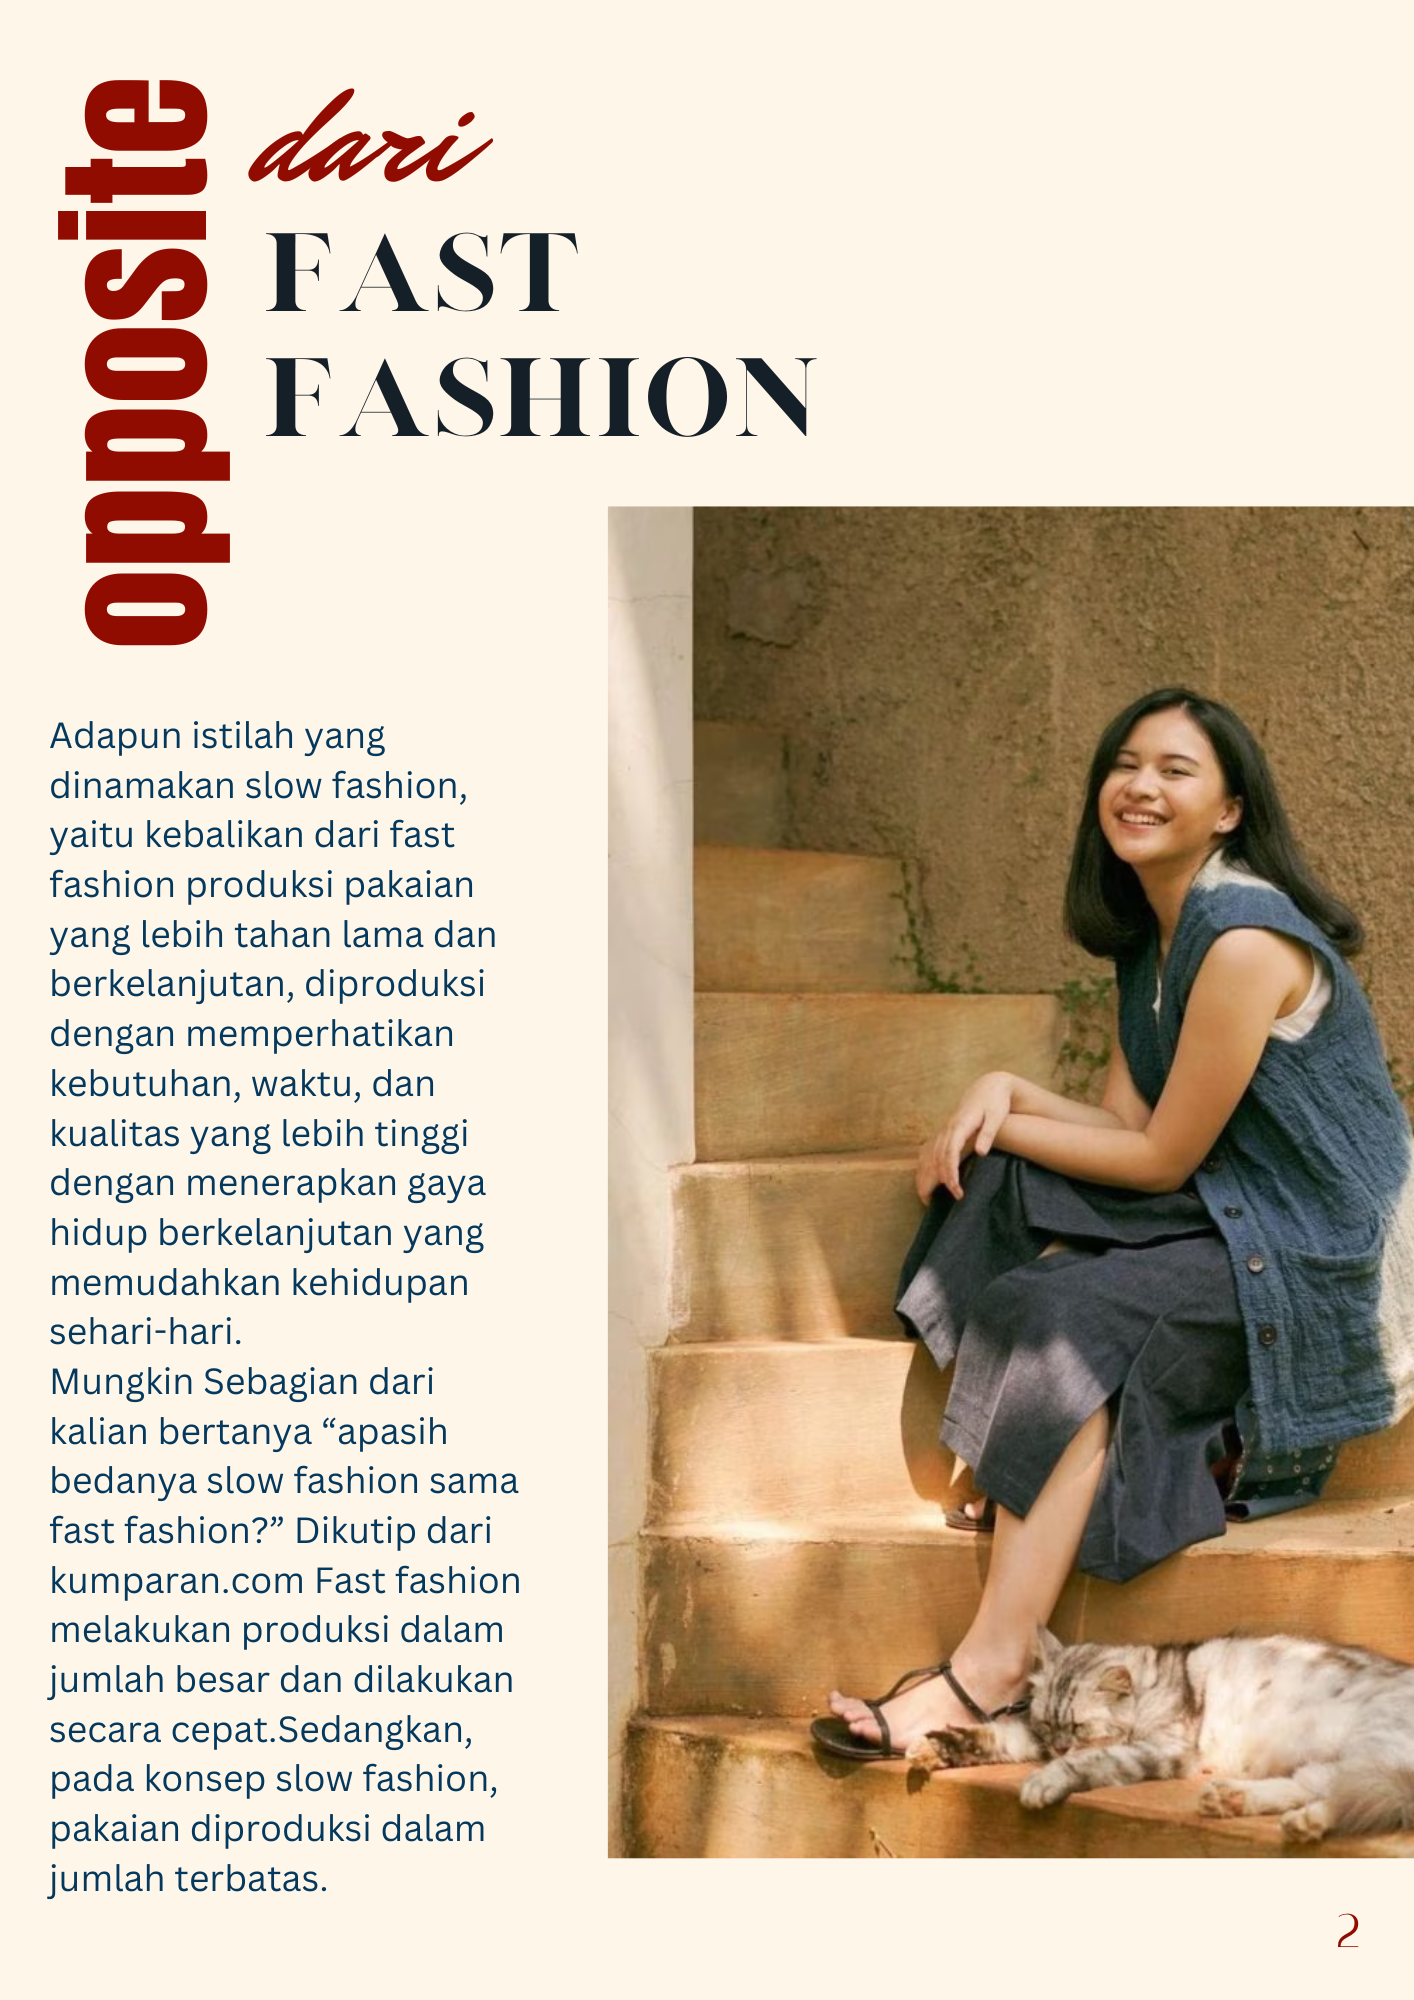 opposite
dari
FAST
FASHION
Adapun istilah yang
dinamakan slow fashion,
yaitu kebalikan dari fast
fashion produksi pakaian
yang lebih tahan lama dan
berkelanjutan, diproduksi
dengan memperhatikan
kebutuhan, waktu, dan
kualitas yang lebih tinggi
dengan menerapkan gaya
hidup berkelanjutan yang
memudahkan kehidupan
sehari-hari.
Mungkin Sebagian dari
kalian bertanya “apasih
bedanya slow fashion sama
fast fashion?” Dikutip dari
kumparan.com Fast fashion
melakukan produksi dalam
jumlah besar dan dilakukan
secara cepat.Sedangkan,
pada konsep slow fashion,
pakaian diproduksi dalam
jumlah terbatas.
2